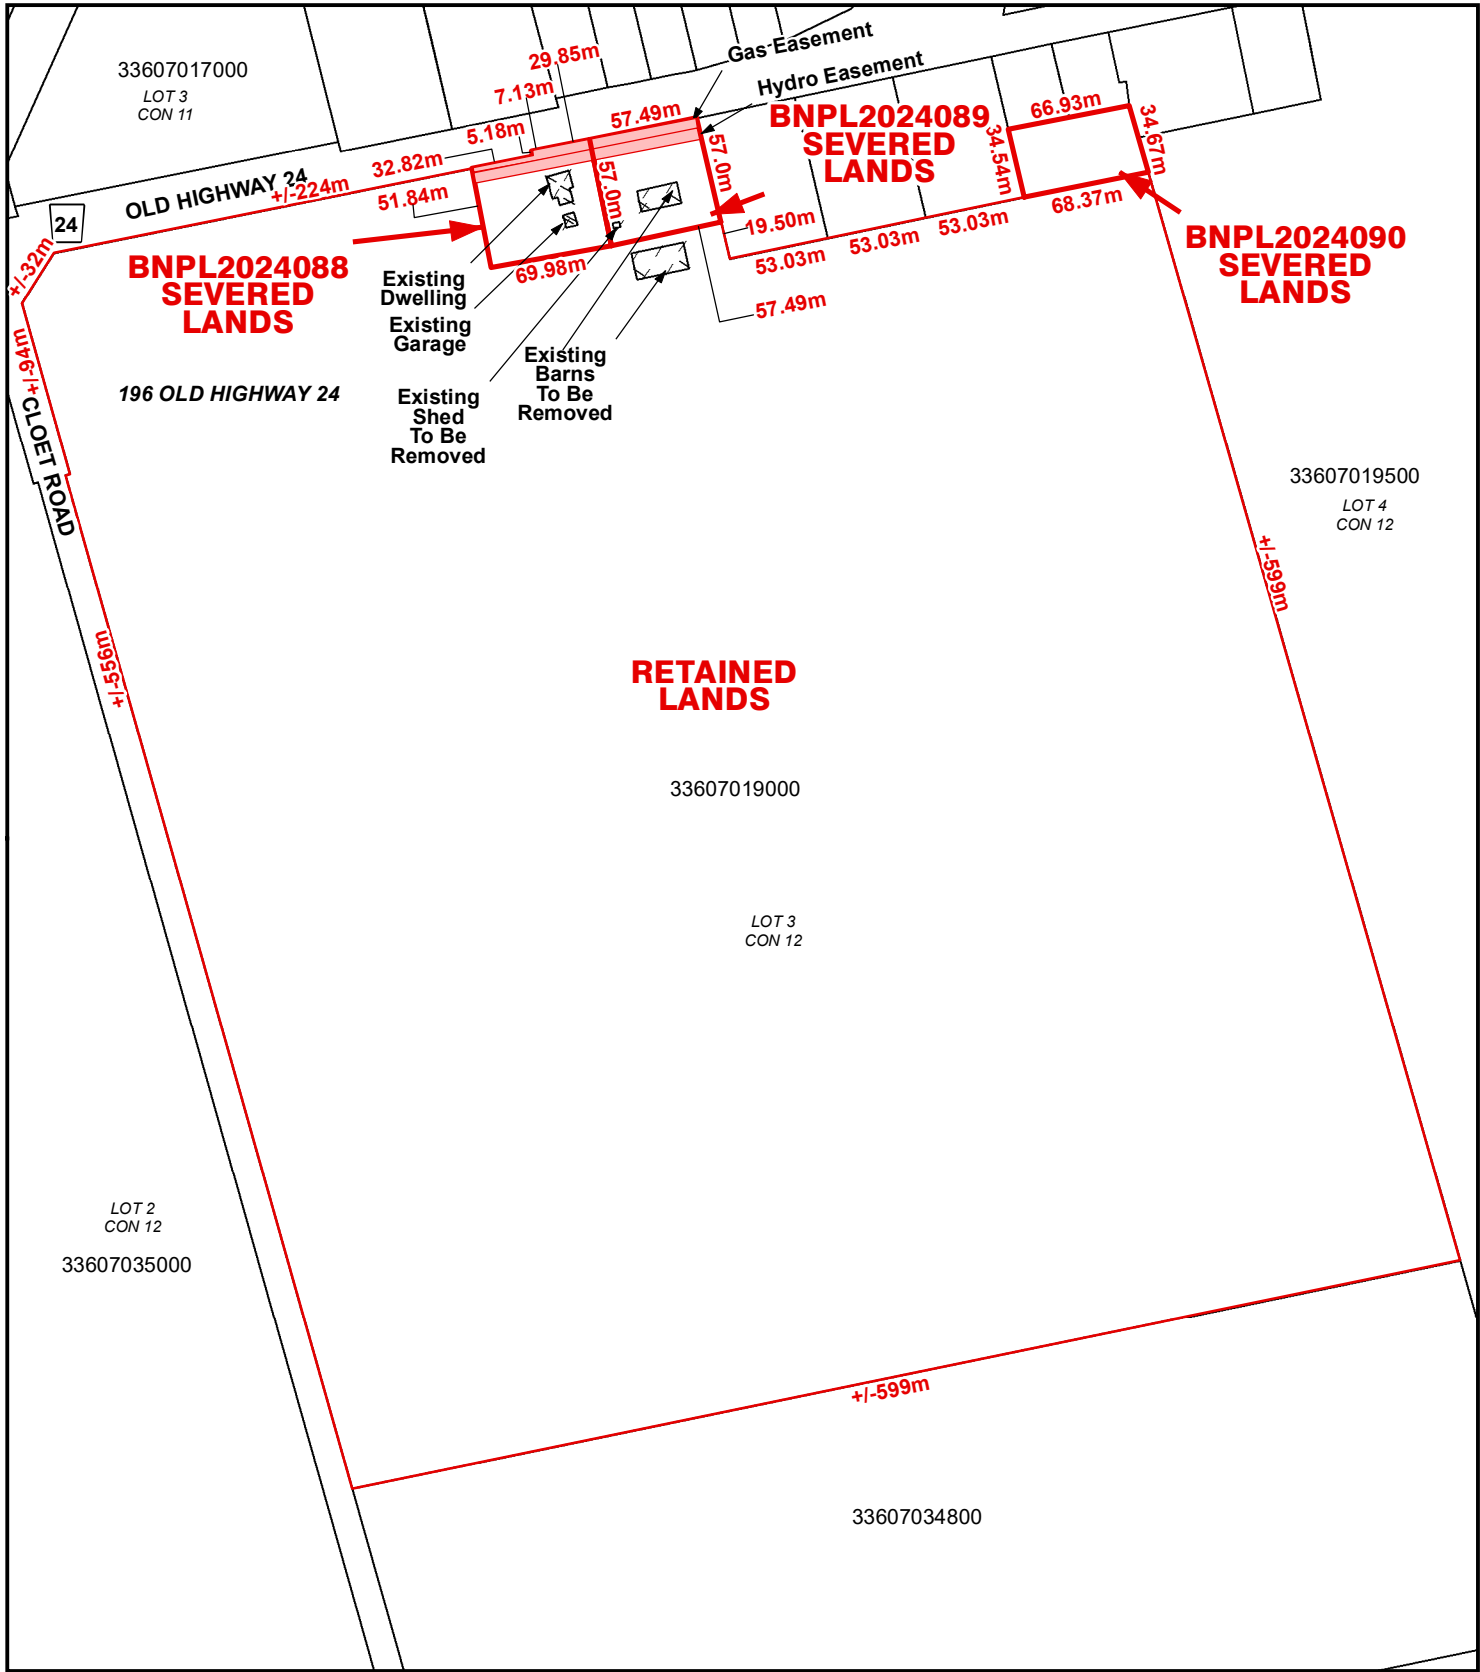 33607017000
LOT 3
CON 11
29.85m
7.13m
5.18m
57.49m
Gas Easement
Hydro Easement
32.82m
OLD HIGHWAY 24
+/-224m
51.84m
24
+/-32m
BNPL2024088
SEVERED
LANDS
57.0m
57.0m
BNPL2024089
SEVERED
LANDS
66.93m
34.54m
34.67m
68.37m
BNPL2024090
SEVERED
LANDS
19.50m
53.03m
53.03m
53.03m
69.98m
57.49m
Existing
Dwelling
Existing
Garage
Existing
Shed
To Be
Removed
Existing
Barns
To Be
Removed
+/-94m
196 OLD HIGHWAY 24
CLOET ROAD
33607019500
LOT 4
CON 12
+/-599m
+/-556m
RETAINED
LANDS
33607019000
LOT 3
CON 12
LOT 2
CON 12
33607035000
+/-599m
33607034800